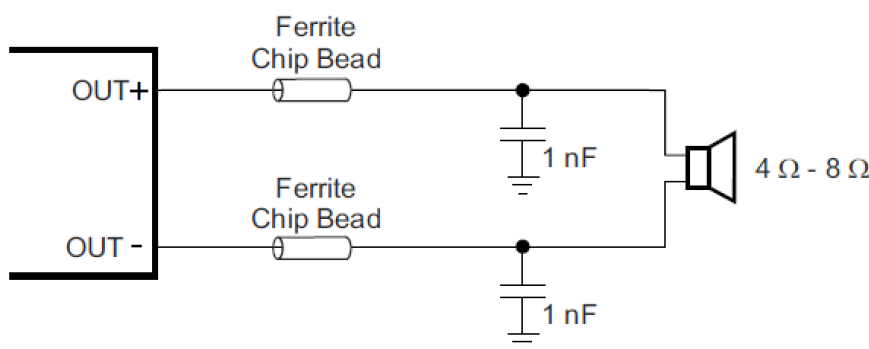 Ferrite
Chip Bead
OUT+
1 nF
4 Ω - 8 Ω
Ferrite
Chip Bead
OUT -
1 nF